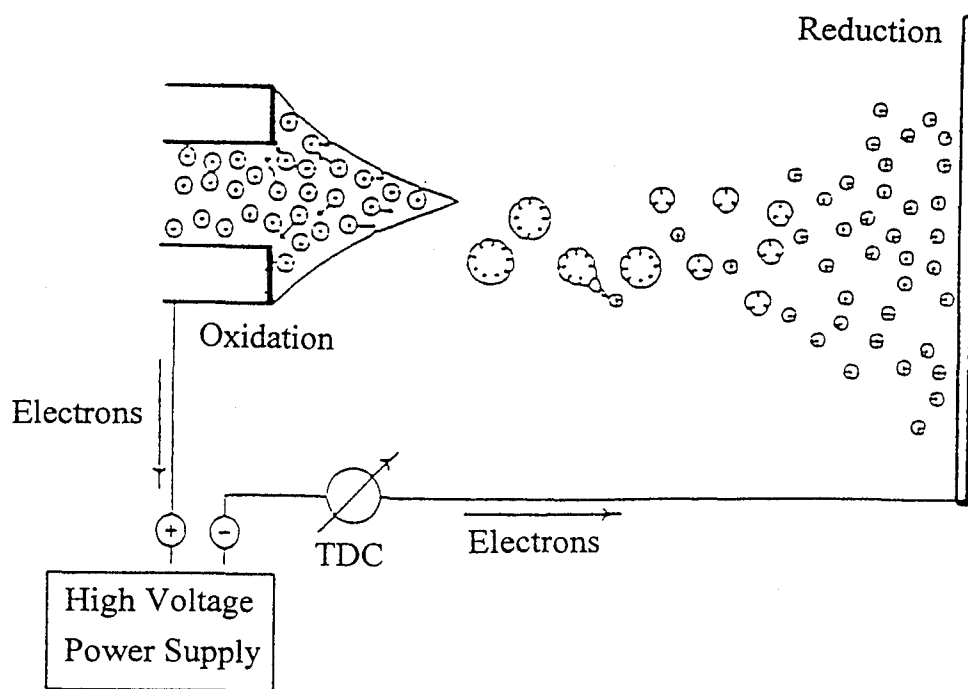 Reduction
Oxidation
Electrons
+
−
TDC
Electrons
High Voltage
Power Supply